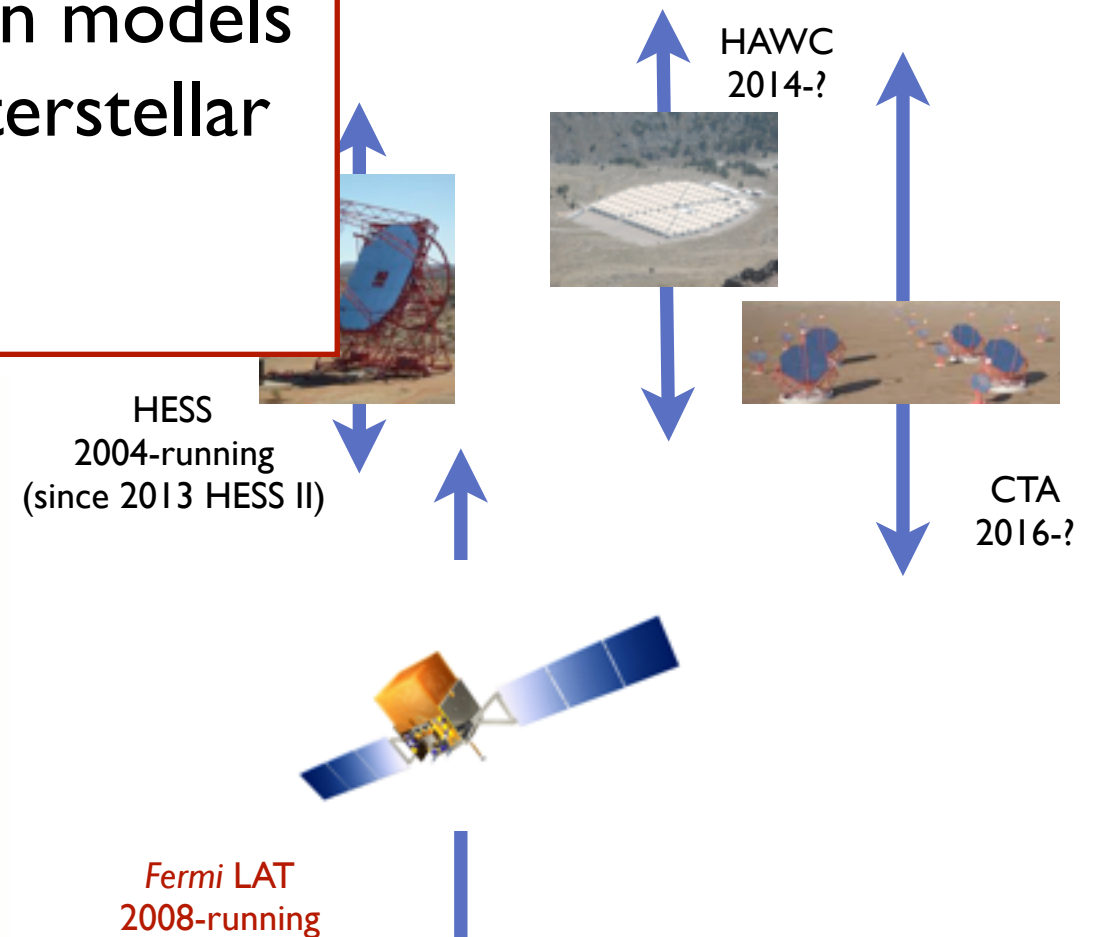 n models
terstellar
HAWC
2014-?
HESS
2004-running
(since 2013 HESS II)
CTA
2016-?
Fermi LAT
2008-running